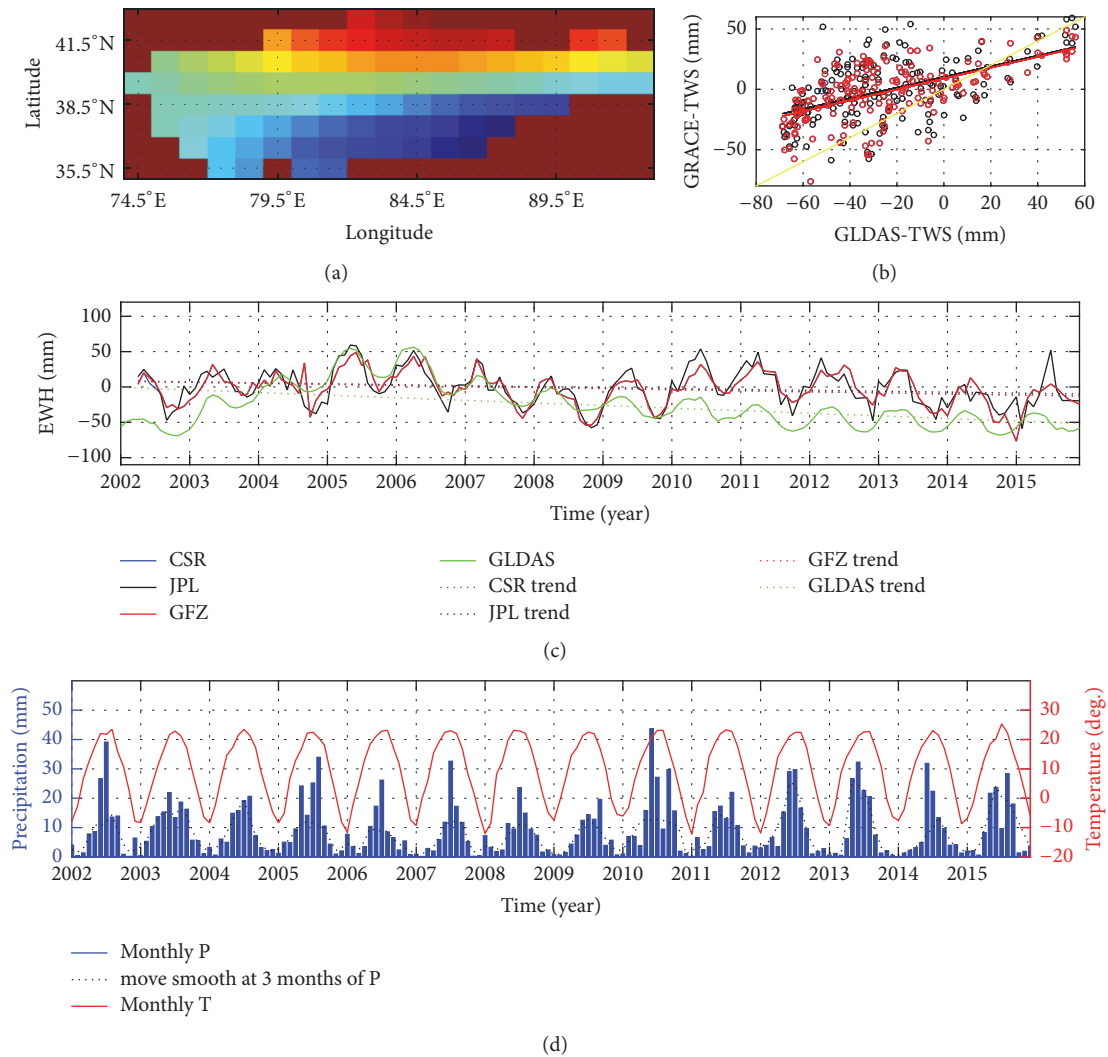 Latitude
41.5°N
38.5°N
35.5°N
74.5°E 79.5°E 84.5°E 89.5°E
Longitude
(a)
GRACE-TWS (mm)
50
0
−50
−80 −60 −40 −20 0 20 40 60
GLDAS-TWS (mm)
(b)
EWH (mm)
100
50
0
−50
−100
2002 2003 2004 2005 2006 2007 2008 2009 2010 2011 2012 2013 2014 2015
Time (year)
CSR
JPL
GFZ
GLDAS
CSR trend
JPL trend
GFZ trend
GLDAS trend
(c)
Precipitation (mm)
50
40
30
20
10
0
Temperature (deg.)
30
20
10
0
−10
−20
2002 2003 2004 2005 2006 2007 2008 2009 2010 2011 2012 2013 2014 2015
Time (year)
Monthly P
move smooth at 3 months of P
Monthly T
(d)